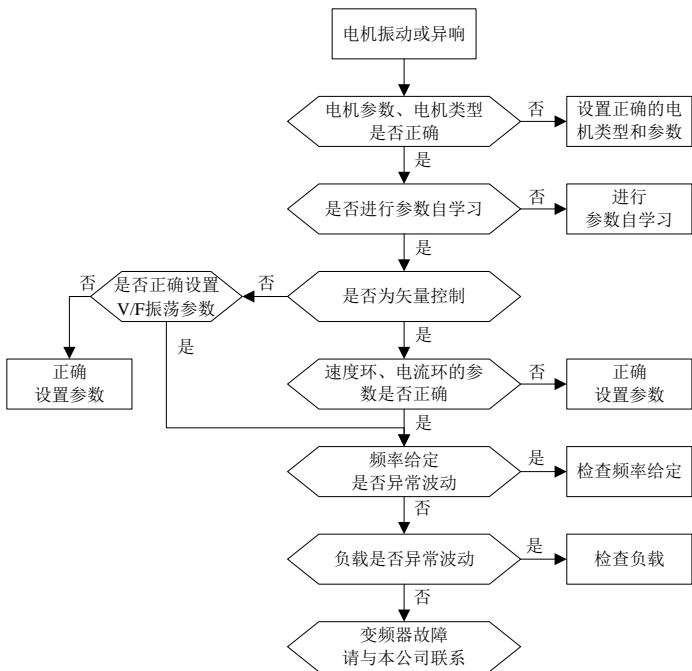 电机振动或异响
电机参数、电机类型
是否正确
否
设置正确的电
机类型和参数
是
是否进行参数自学习
否
进行
参数自学习
是
是否为矢量控制
否
是否正确设置
V/F振荡参数
否
正确
设置参数
是
是
速度环、电流环的参
数是否正确
否
正确
设置参数
是
频率给定
是否异常波动
是
检查频率给定
否
负载是否异常波动
是
检查负载
否
变频器故障
请与本公司联系